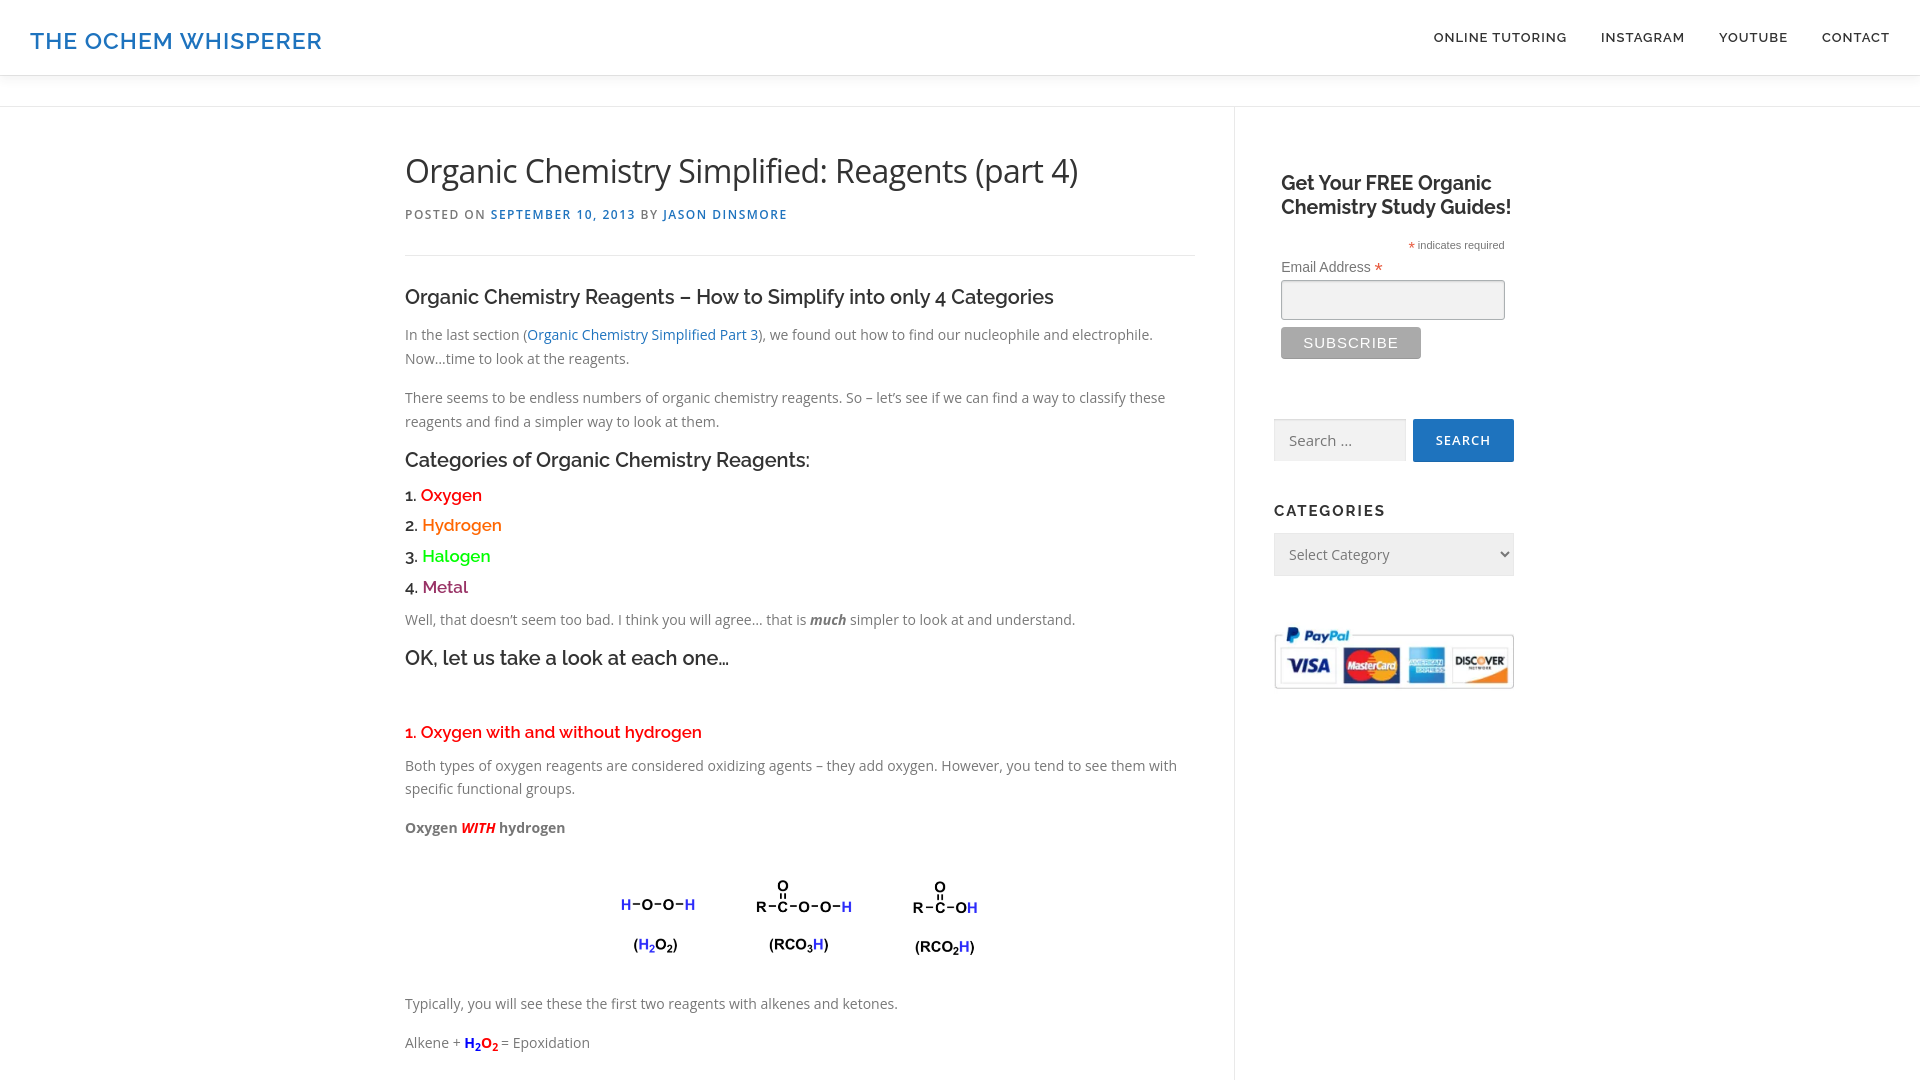 THE OCHEM WHISPERER
ONLINE TUTORING INSTAGRAM YOUTUBE CONTACT
Organic Chemistry Simplified: Reagents (part 4)
POSTED ON SEPTEMBER 10, 2013 BY JASON DINSMORE
Organic Chemistry Reagents – How to Simplify into only 4 Categories
In the last section (Organic Chemistry Simplified Part 3), we found out how to find our nucleophile and electrophile.
Now…time to look at the reagents.
There seems to be endless numbers of organic chemistry reagents. So – let’s see if we can find a way to classify these
reagents and find a simpler way to look at them.
Categories of Organic Chemistry Reagents:
1. Oxygen
2. Hydrogen
3. Halogen
4. Metal
Well, that doesn’t seem too bad. I think you will agree… that is much simpler to look at and understand.
OK, let us take a look at each one…
1. Oxygen with and without hydrogen
Both types of oxygen reagents are considered oxidizing agents – they add oxygen. However, you tend to see them with
specific functional groups.
Oxygen WITH hydrogen
O O
H–O–O–H R–C–O–O–H R–C–OH
(H₂O₂) (RCO₃H) (RCO₂H)
Typically, you will see these the first two reagents with alkenes and ketones.
Alkene + H₂O₂ = Epoxidation
Get Your FREE Organic
Chemistry Study Guides!
* indicates required
Email Address *
SUBSCRIBE
Search …
SEARCH
CATEGORIES
Select Category
PayPal
VISA MasterCard AMERICAN EXPRESS DISCOVER NETWORK